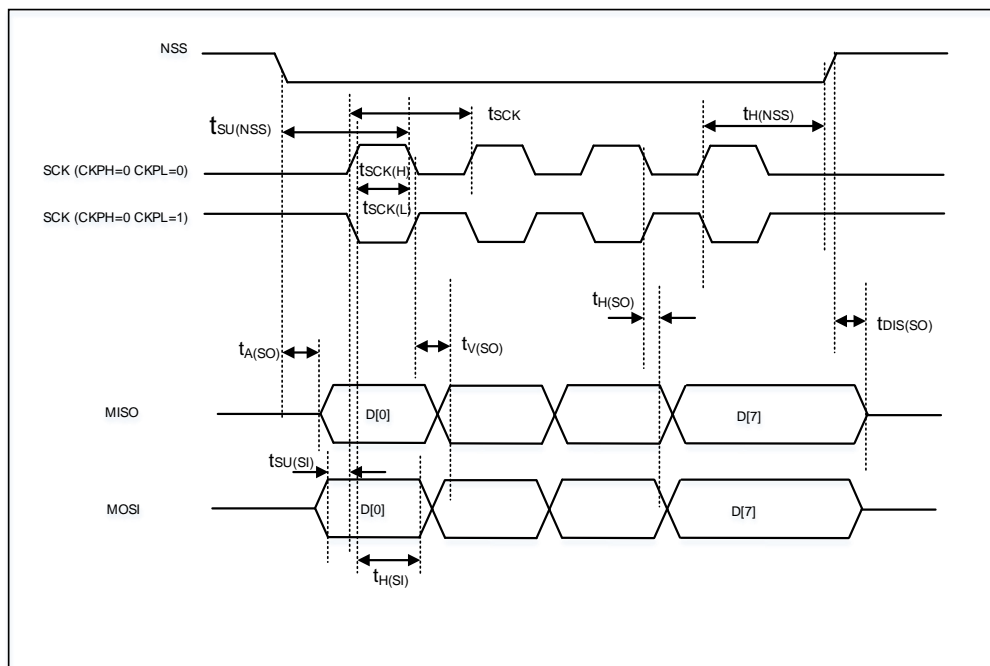 NSS
tSCK
tH(NSS)
tSU(NSS)
SCK (CKPH=0 CKPL=0)
tSCK(H)
tSCK(L)
SCK (CKPH=0 CKPL=1)
tH(SO)
tDIS(SO)
tV(SO)
tA(SO)
MISO
D[0]
D[7]
tSU(SI)
MOSI
D[0]
D[7]
tH(SI)